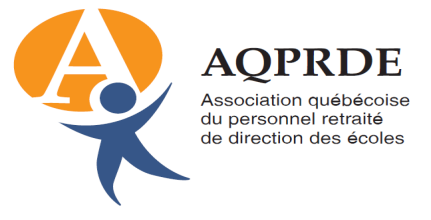 A
AQPRDE
Association québécoise
du personnel retraité
de direction des écoles